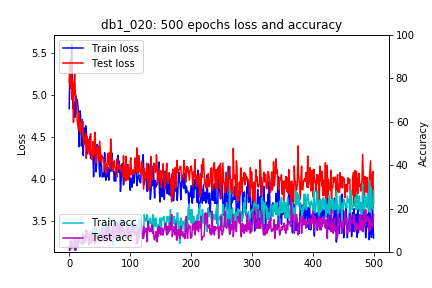 db1_020: 500 epochs loss and accuracy
Train loss
Test loss
Train acc
Test acc
Loss
5.5
5.0
4.5
4.0
3.5
Accuracy
100
80
60
40
20
0
0 100 200 300 400 500